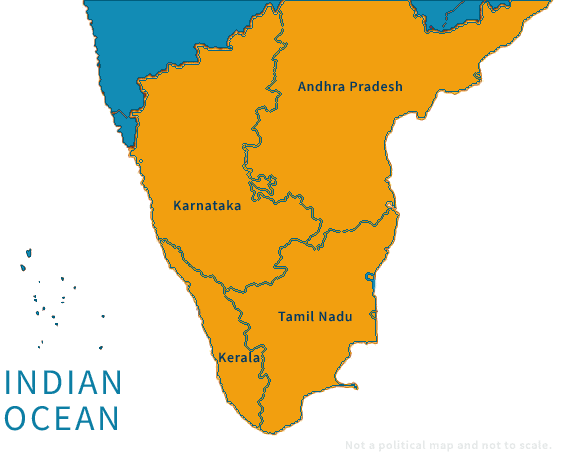 Andhra Pradesh
Karnataka
Tamil Nadu
Kerala
INDIAN
OCEAN
Not a political map and not to scale.